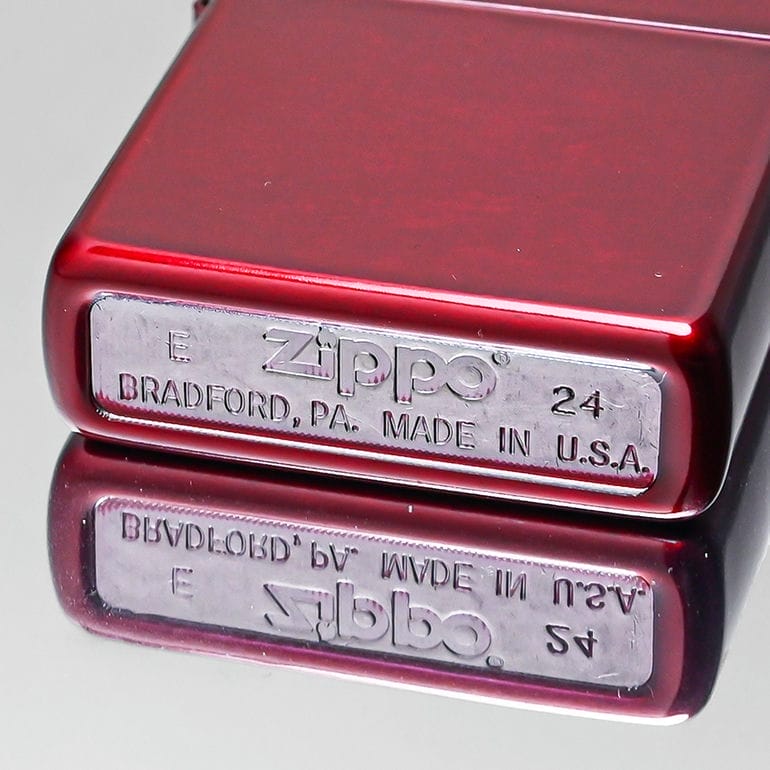 E Zippo® 24
BRADFORD, PA. MADE IN U.S.A.